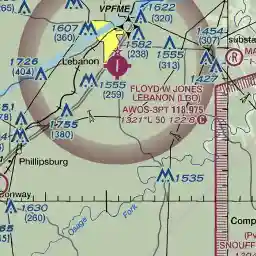 VPFME
1622
(320)
1607
(360)
1582
(238)
1454
(307)
substa
1555
(313)
Lebanon
1726
(404)
1427
MA
R
1555
(259)
FLOYD W JONES
LEBANON (LBO)
AWOS-3PT 118.975
1321 *L 50 122.8 C
1755
(380)
Phillipsburg
1535
Conway
1630
(260)
Osage Fork
Comp
(Pv
SNOUFF